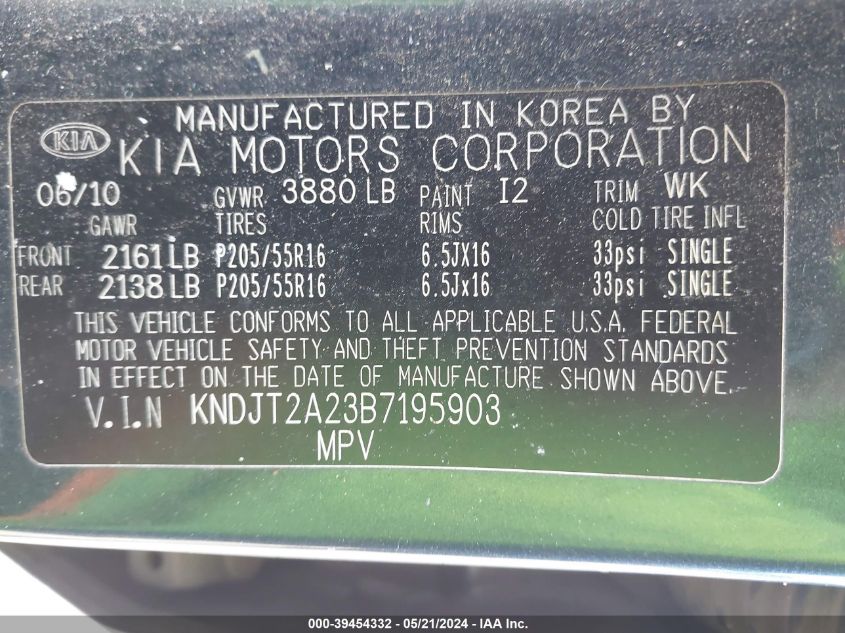 MANUFACTURED IN KOREA BY
KIA KIA MOTORS CORPORATION
06/10 GVWR 3880 LB PAINT I2 TRIM WK
GAWR TIRES RIMS COLD TIRE INFL
FRONT 2161 LB P205/55R16 6.5JX16 33psi SINGLE
REAR 2138 LB P205/55R16 6.5Jx16 33psi SINGLE
THIS VEHICLE CONFORMS TO ALL APPLICABLE U.S.A. FEDERAL
MOTOR VEHICLE SAFETY AND THEFT PREVENTION STANDARDS
IN EFFECT ON THE DATE OF MANUFACTURE SHOWN ABOVE.
V.I.N KNDJT2A23B7195903
MPV
000-39454332 - 05/21/2024 - IAA Inc.